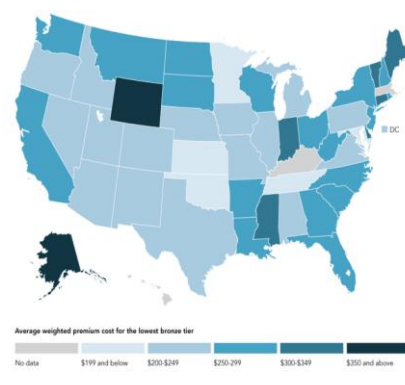 DC
Average weighted premium cost for the lowest bronze tier
No data $199 and below $200-$249 $250-299 $300-$349 $350 and above